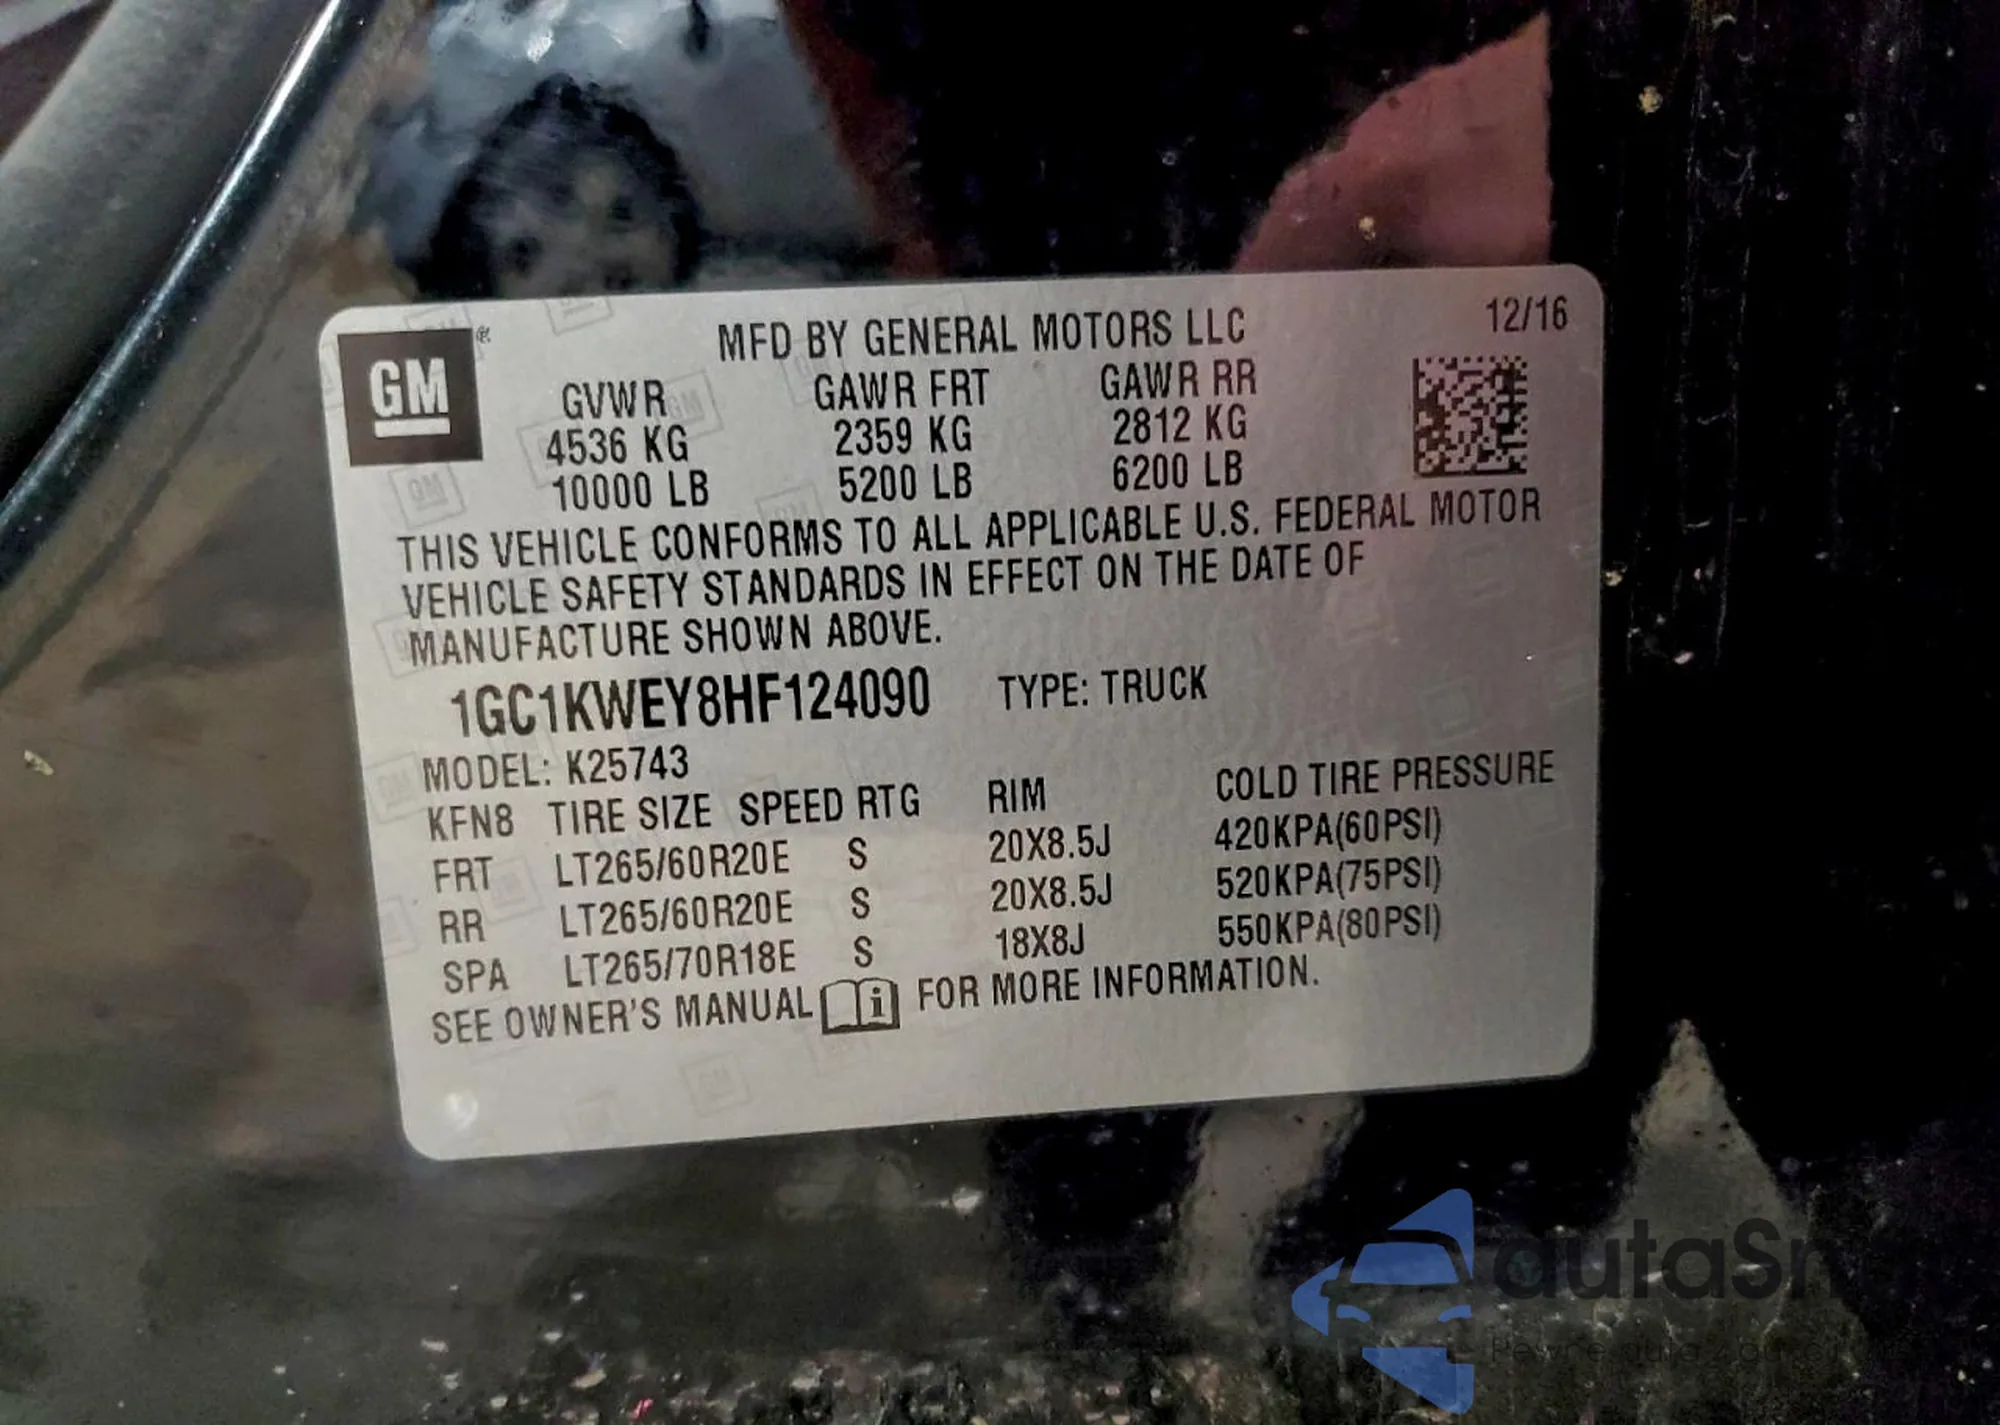 GM ®
MFD BY GENERAL MOTORS LLC 12/16
GVWR GAWR FRT GAWR RR
4536 KG 2359 KG 2812 KG
10000 LB 5200 LB 6200 LB
THIS VEHICLE CONFORMS TO ALL APPLICABLE U.S. FEDERAL MOTOR
VEHICLE SAFETY STANDARDS IN EFFECT ON THE DATE OF
MANUFACTURE SHOWN ABOVE.
1GC1KWEY8HF124090 TYPE: TRUCK
MODEL: K25743
KFN8 TIRE SIZE SPEED RTG RIM COLD TIRE PRESSURE
FRT LT265/60R20E S 20X8.5J 420KPA(60PSI)
RR LT265/60R20E S 20X8.5J 520KPA(75PSI)
SPA LT265/70R18E S 18X8J 550KPA(80PSI)
SEE OWNER'S MANUAL FOR MORE INFORMATION.
Pewne auta